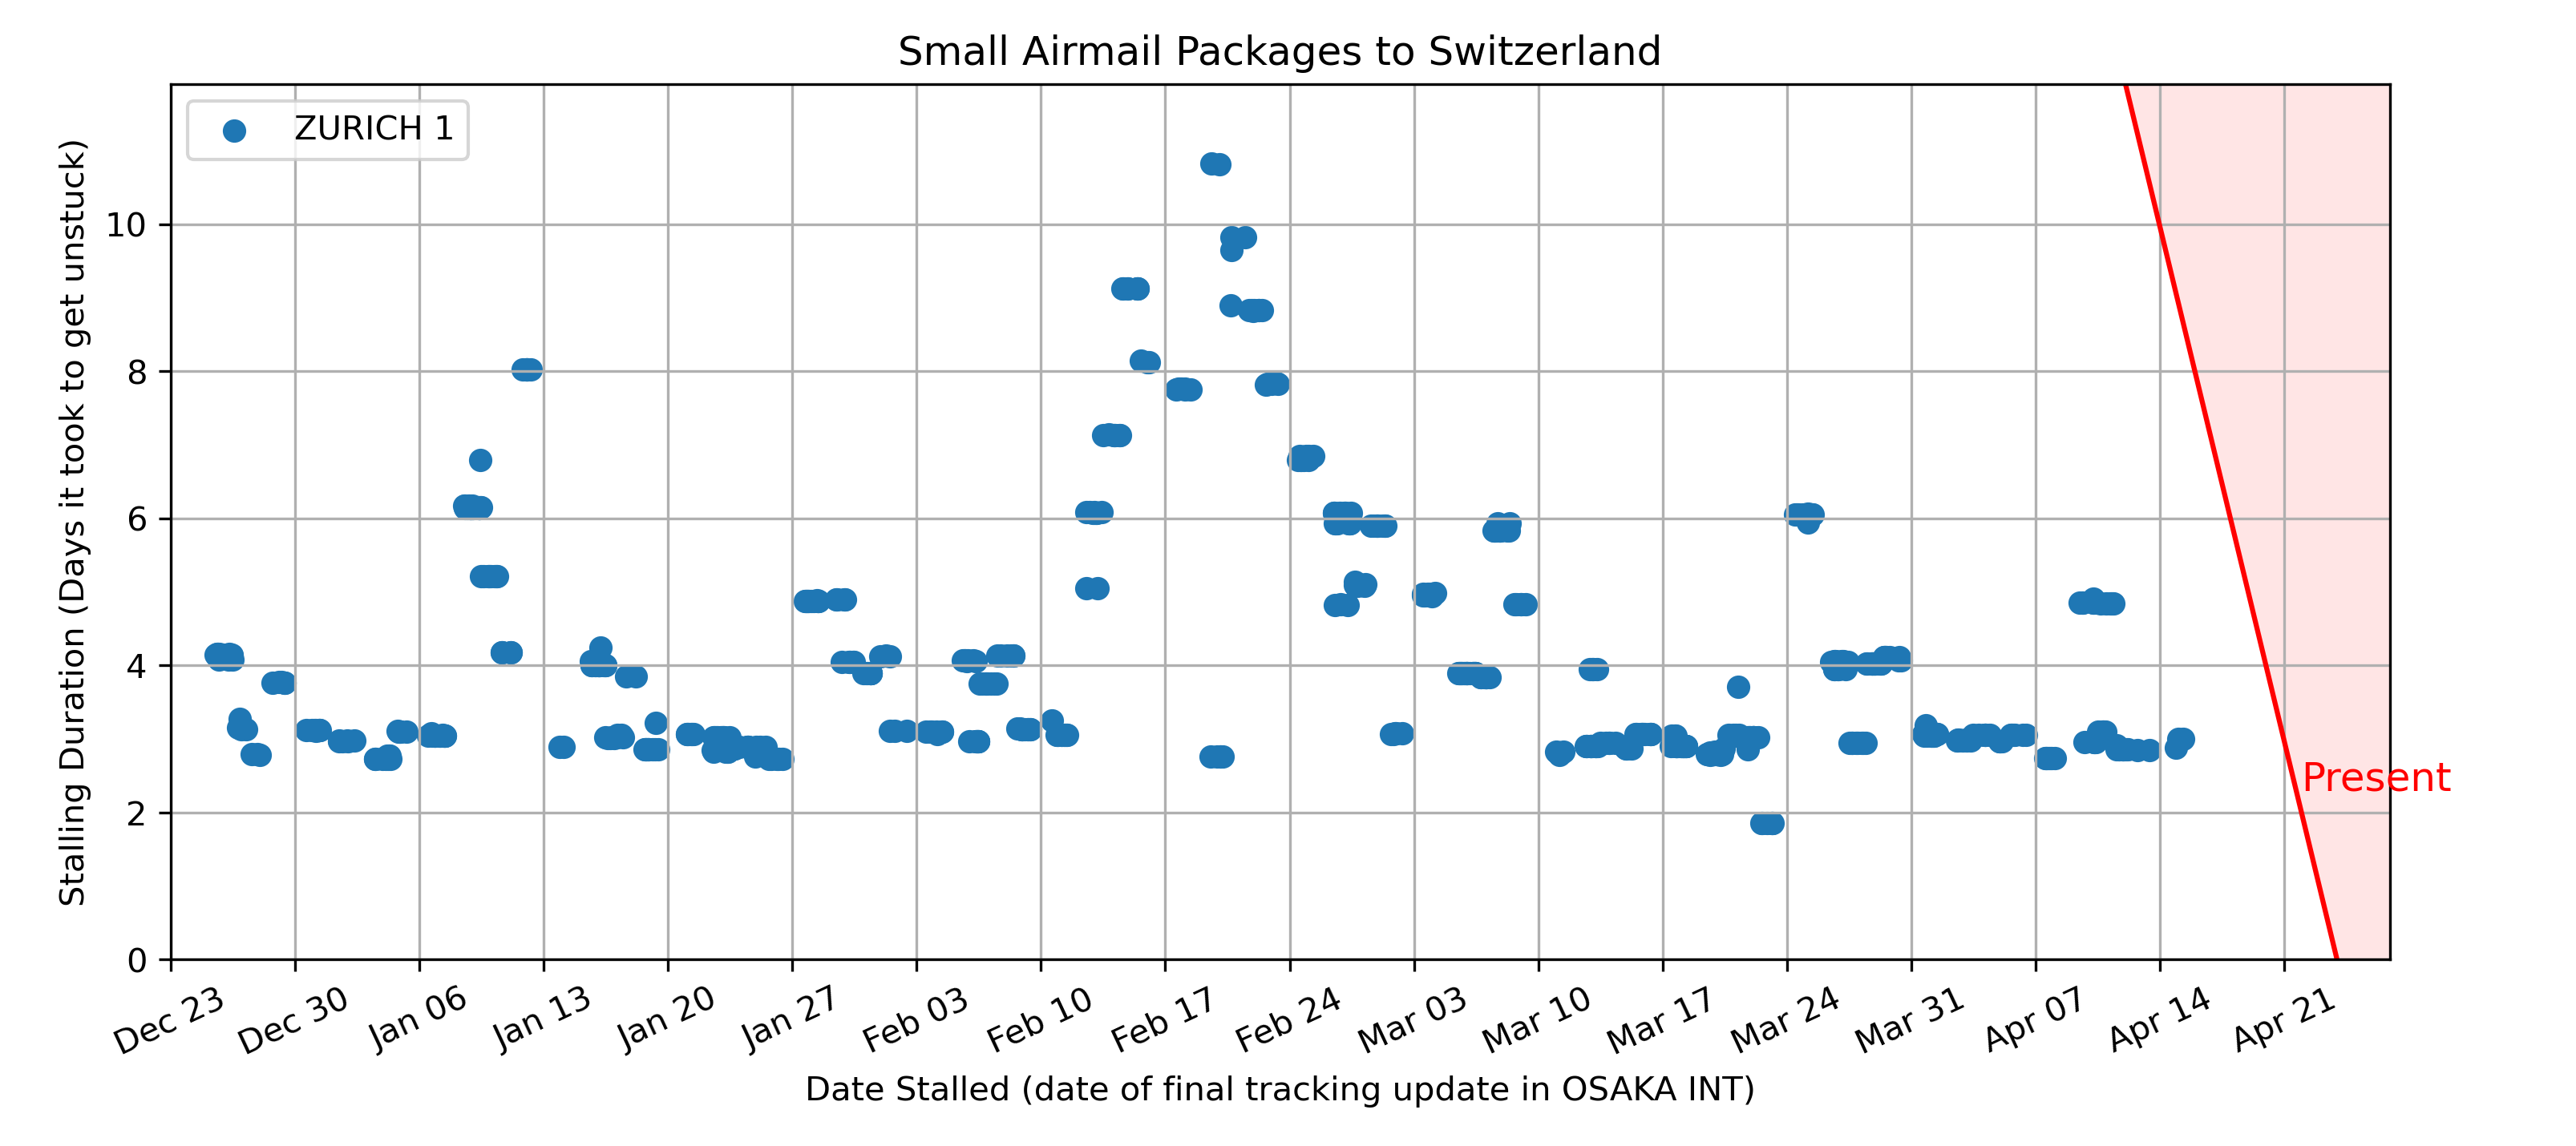 Small Airmail Packages to Switzerland
ZURICH 1
Stalling Duration (Days it took to get unstuck)
10
8
6
4
2
0
Present
Dec 23
Dec 30
Jan 06
Jan 13
Jan 20
Jan 27
Feb 03
Feb 10
Feb 17
Feb 24
Mar 03
Mar 10
Mar 17
Mar 24
Mar 31
Apr 07
Apr 14
Apr 21
Date Stalled (date of final tracking update in OSAKA INT)